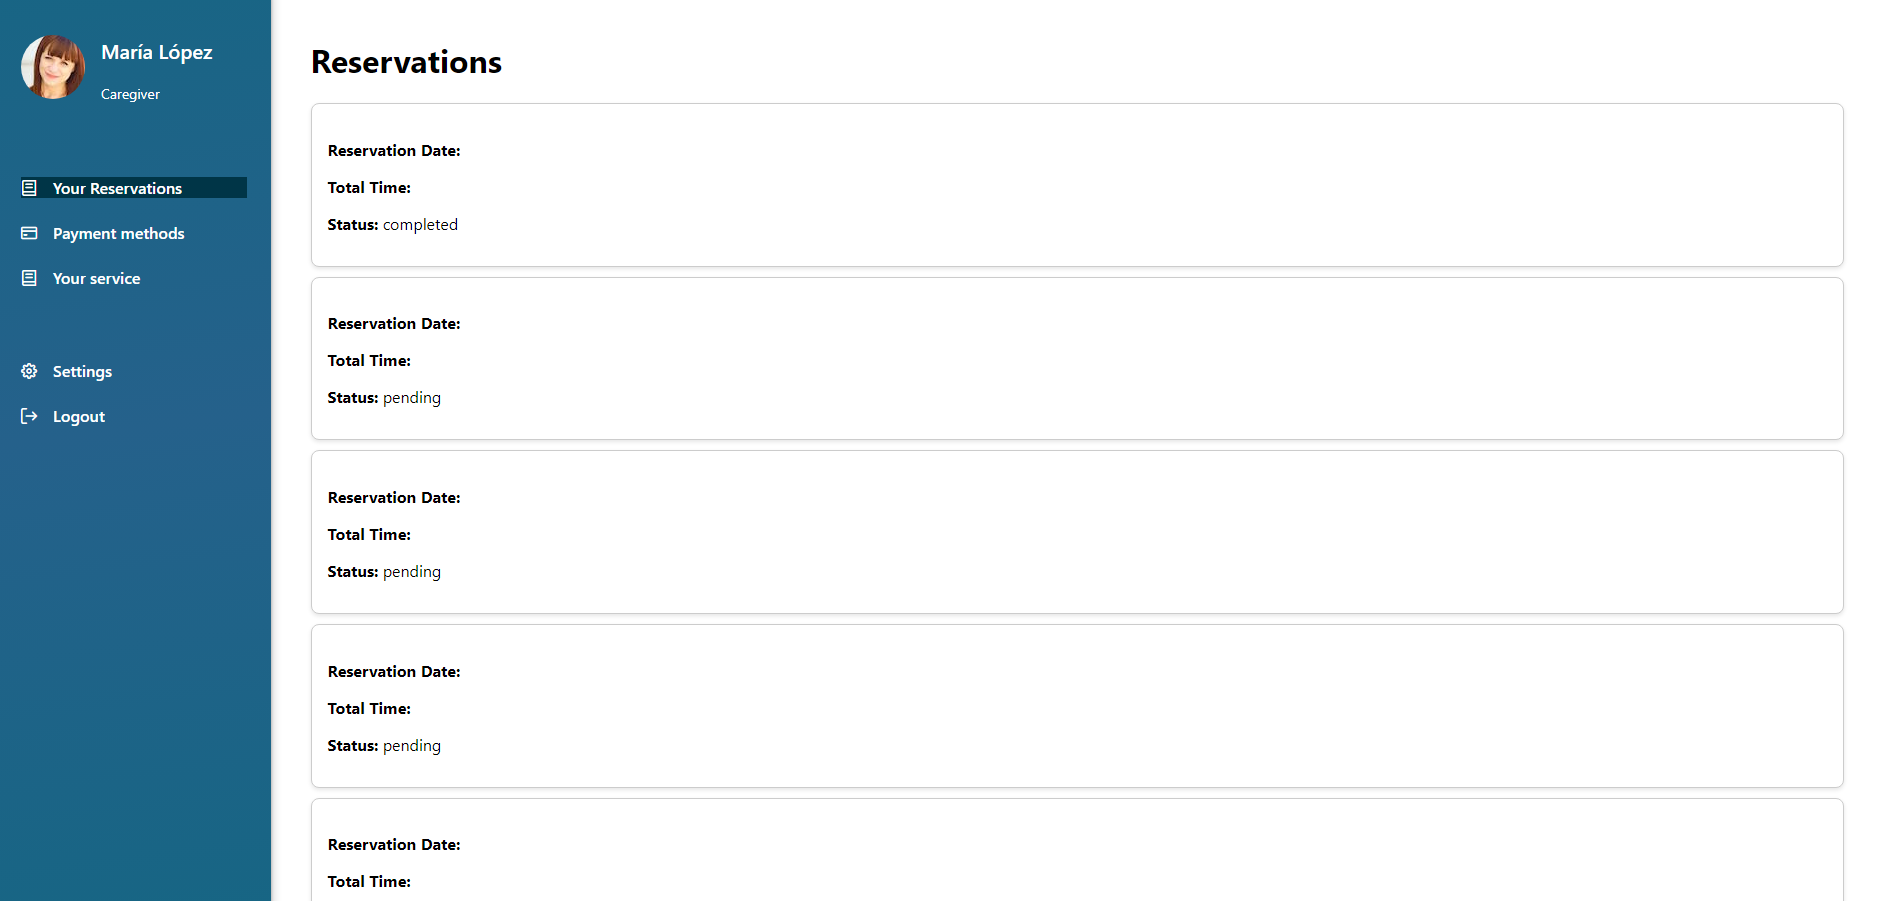 María López
Caregiver
Your Reservations
Payment methods
Your service
Settings
Logout
Reservations
Reservation Date:
Total Time:
Status: completed
Reservation Date:
Total Time:
Status: pending
Reservation Date:
Total Time:
Status: pending
Reservation Date:
Total Time:
Status: pending
Reservation Date:
Total Time: